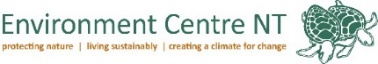 Environment Centre NT
protecting nature | living sustainably | creating a climate for change